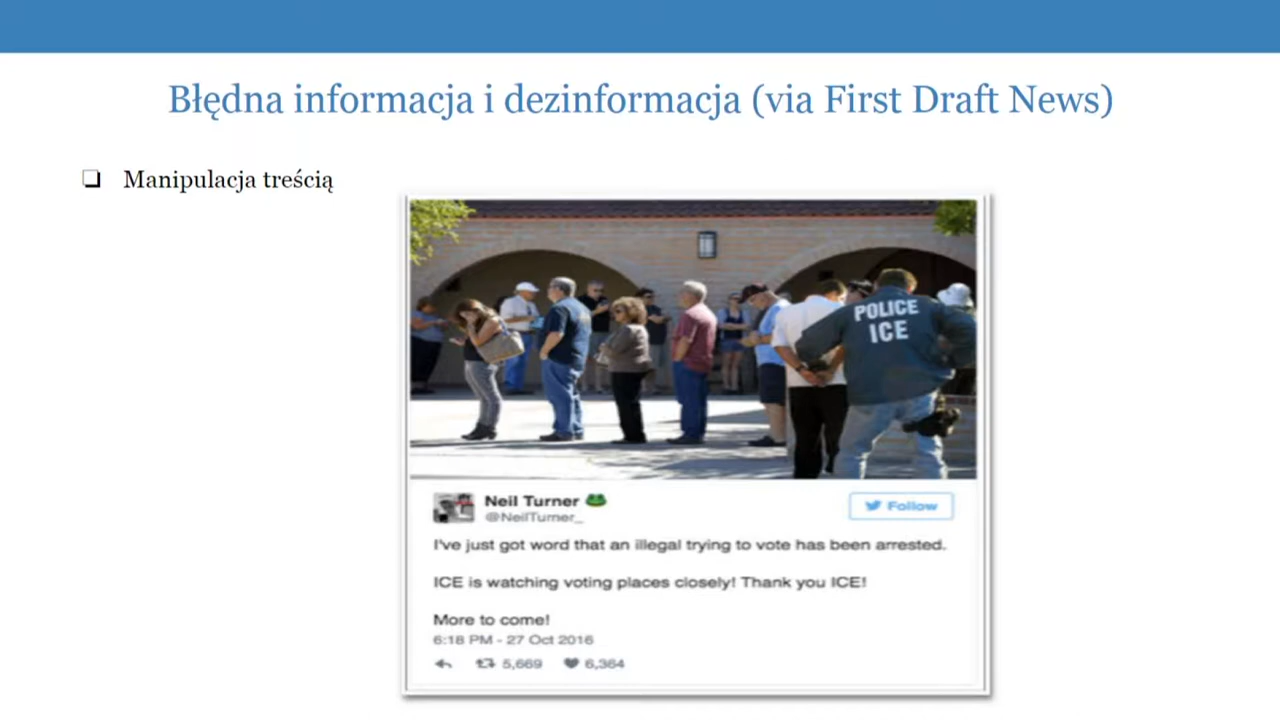 Błędna informacja i dezinformacja (via First Draft News)
Manipulacja treścią
POLICE
ICE
Neil Turner 🐸
@NeilTurner_
Follow
I've just got word that an illegal trying to vote has been arrested.
ICE is watching voting places closely! Thank you ICE!
More to come!
6:18 PM - 27 Oct 2016
5,669 6,364